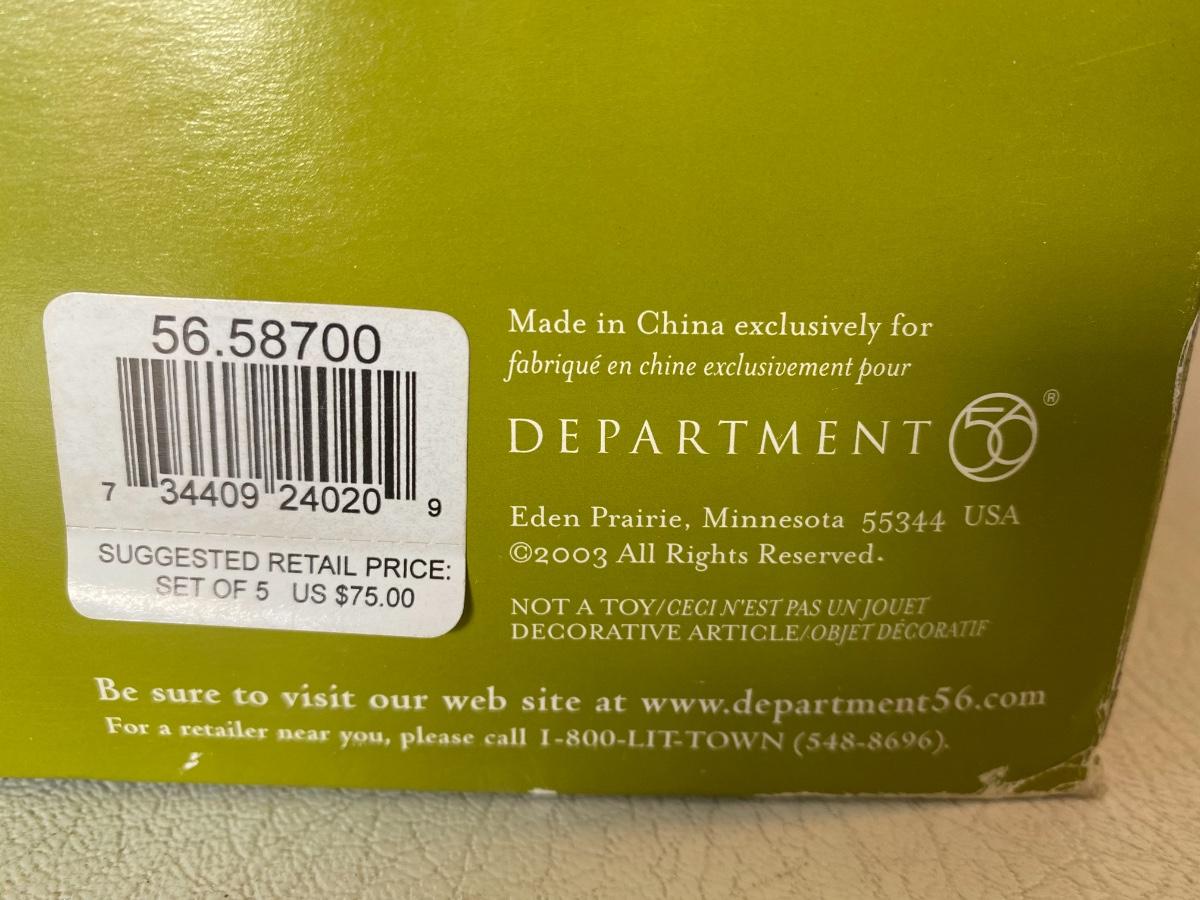 56.58700
7 34409 24020 9
SUGGESTED RETAIL PRICE:
SET OF 5 US $75.00
Made in China exclusively for
fabriqué en chine exclusivement pour
DEPARTMENT 56 ®
Eden Prairie, Minnesota 55344 USA
©2003 All Rights Reserved.
NOT A TOY/CECI N'EST PAS UN JOUET
DECORATIVE ARTICLE/OBJET DÉCORATIF
Be sure to visit our web site at www.department56.com
For a retailer near you, please call 1-800-LIT-TOWN (548-8696).